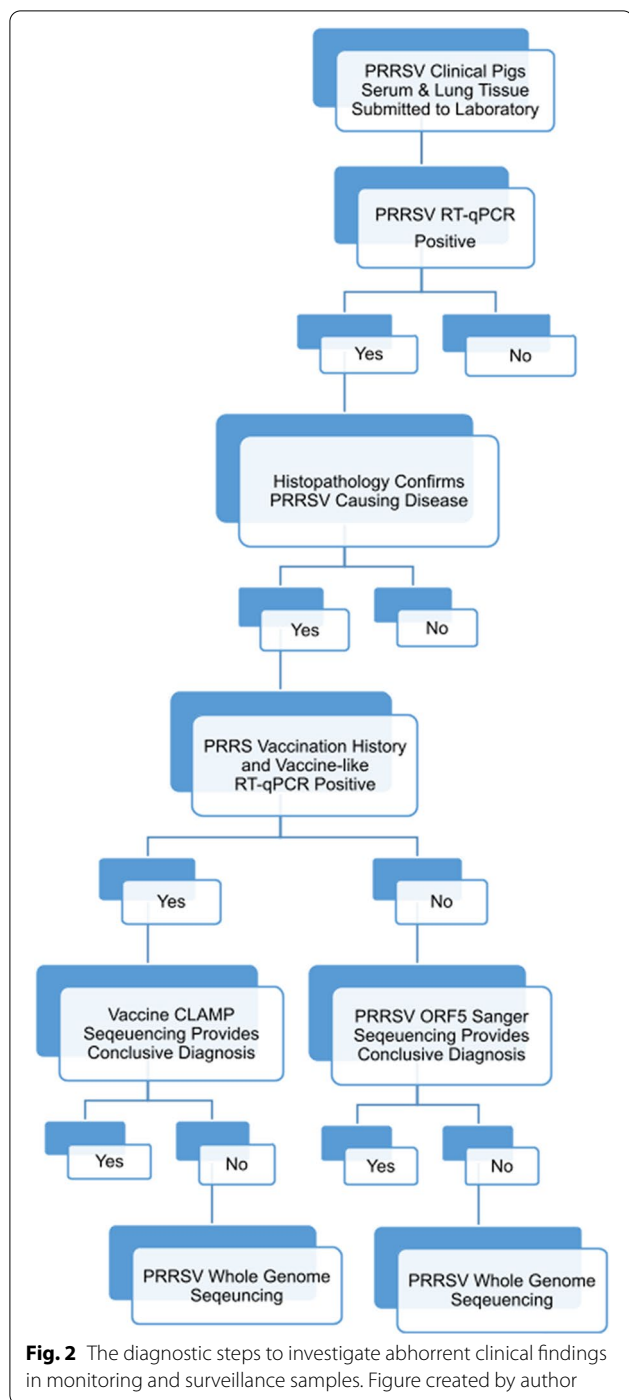 PRRSV Clinical Pigs
Serum & Lung Tissue
Submitted to Laboratory
PRRSV RT-qPCR
Positive
Yes
No
Histopathology Confirms
PRRSV Causing Disease
Yes
No
PRRS Vaccination History
and Vaccine-like
RT-qPCR Positive
Yes
No
Vaccine CLAMP
Seqeuencing Provides
Conclusive Diagnosis
PRRSV ORF5 Sanger
Seqeuencing Provides
Conclusive Diagnosis
Yes
No
Yes
No
PRRSV Whole Genome
Seqeuncing
PRRSV Whole Genome
Seqeuencing
Fig. 2 The diagnostic steps to investigate abhorrent clinical findings
in monitoring and surveillance samples. Figure created by author